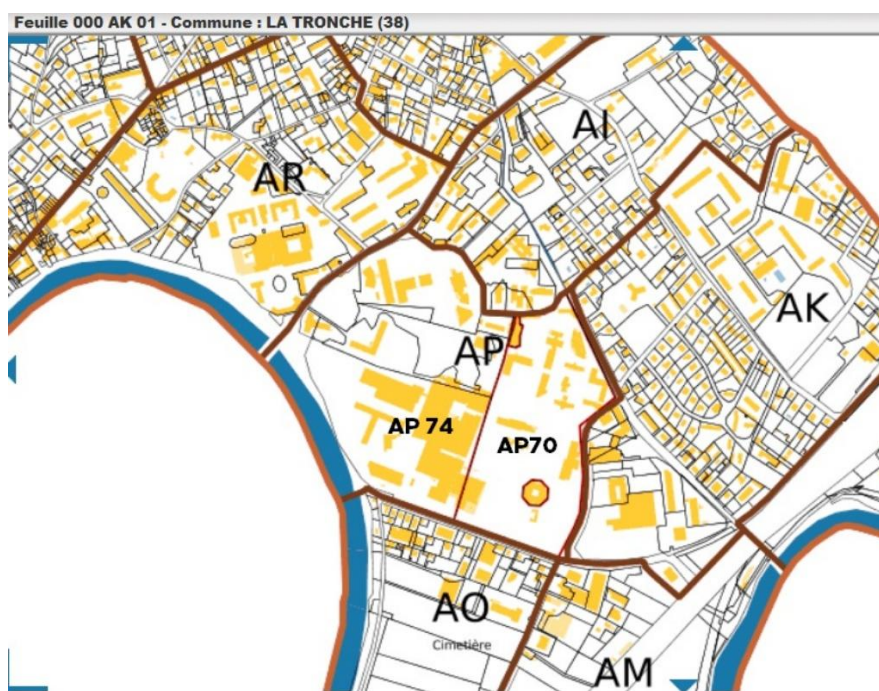 Feuille 000 AK 01 - Commune : LA TRONCHE (38)
AI
AR
AK
AP
AP 74
AP70
AO
Cimetière
AM